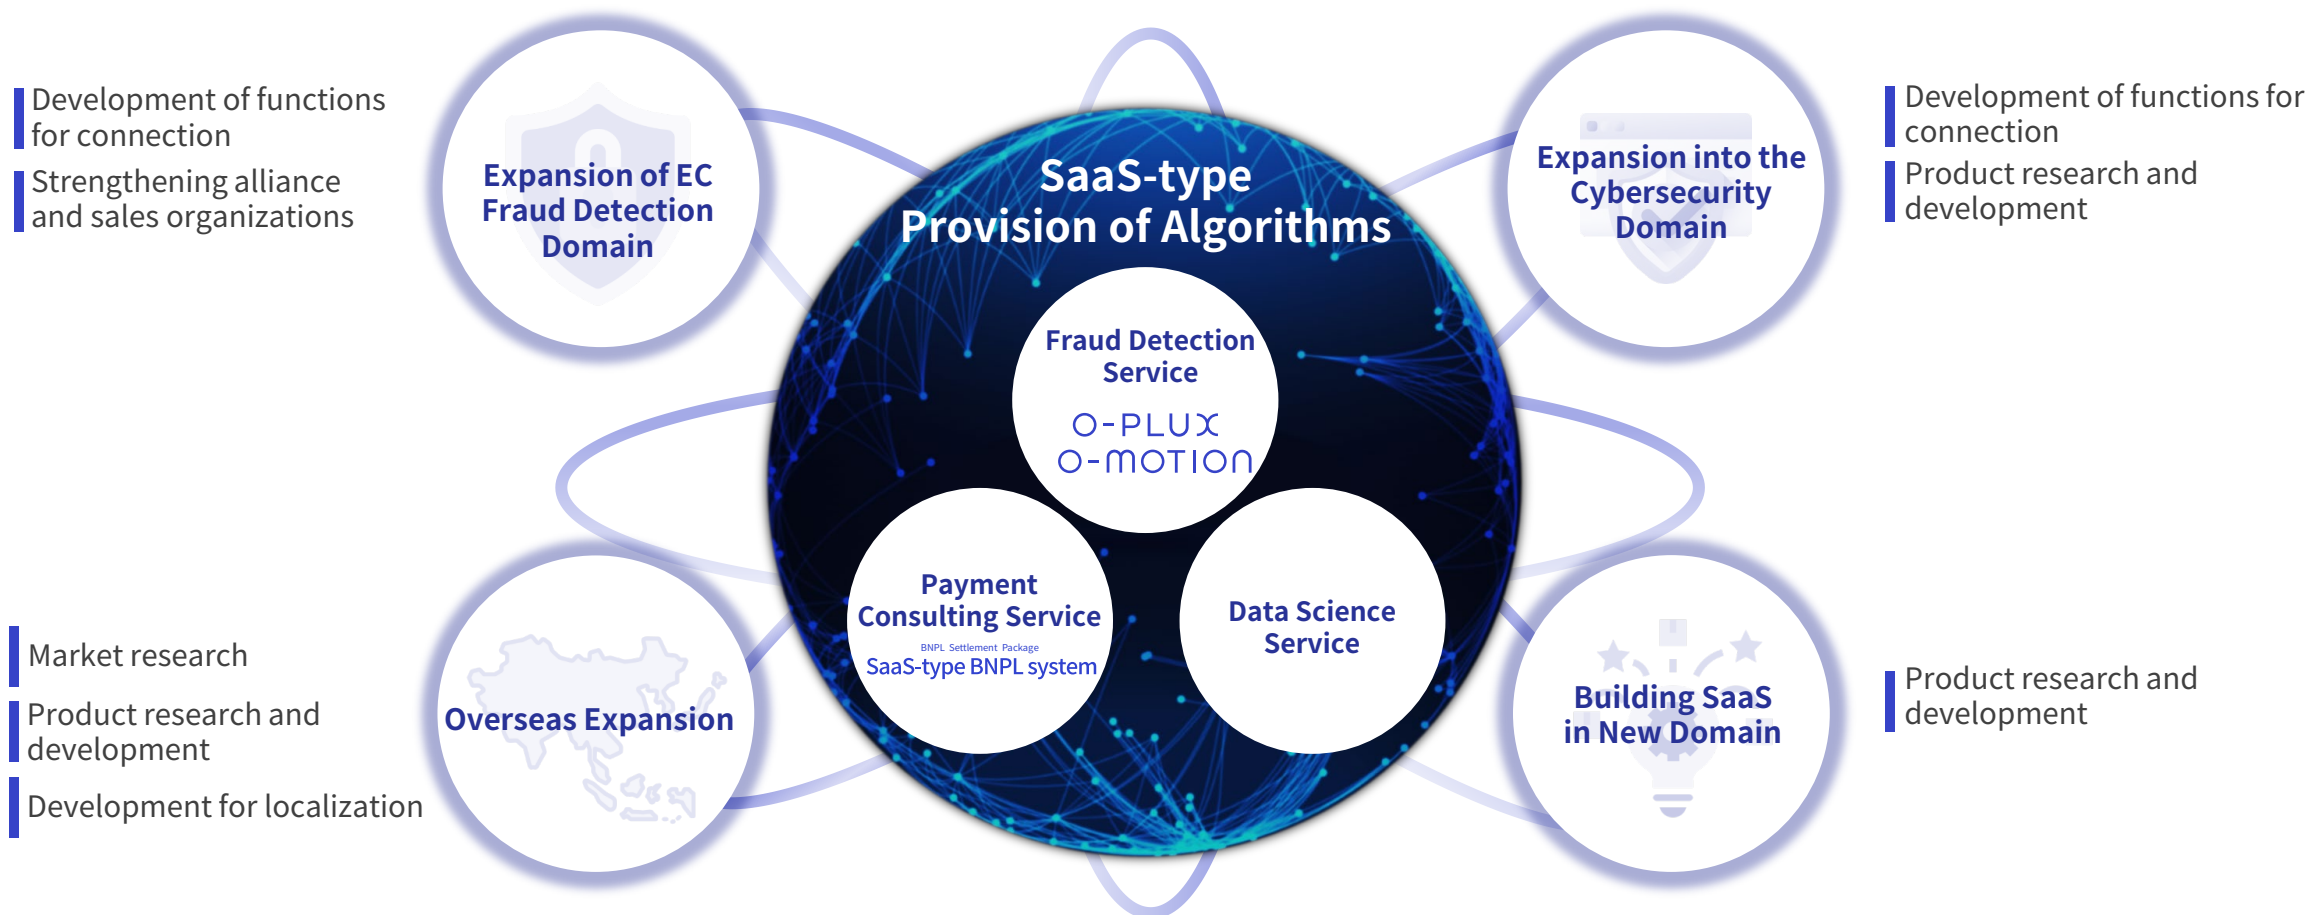 Development of functions
for connection
Strengthening alliance
and sales organizations
Expansion of EC
Fraud Detection
Domain
SaaS-type
Provision of Algorithms
Expansion into the
Cybersecurity
Domain
Development of functions for
connection
Product research and
development
Fraud Detection
Service
O-PLUX
O-MOTION
Payment
Consulting Service
BNPL Settlement Package
SaaS-type BNPL system
Data Science
Service
Market research
Product research and
development
Development for localization
Overseas Expansion
Building SaaS
in New Domain
Product research and
development